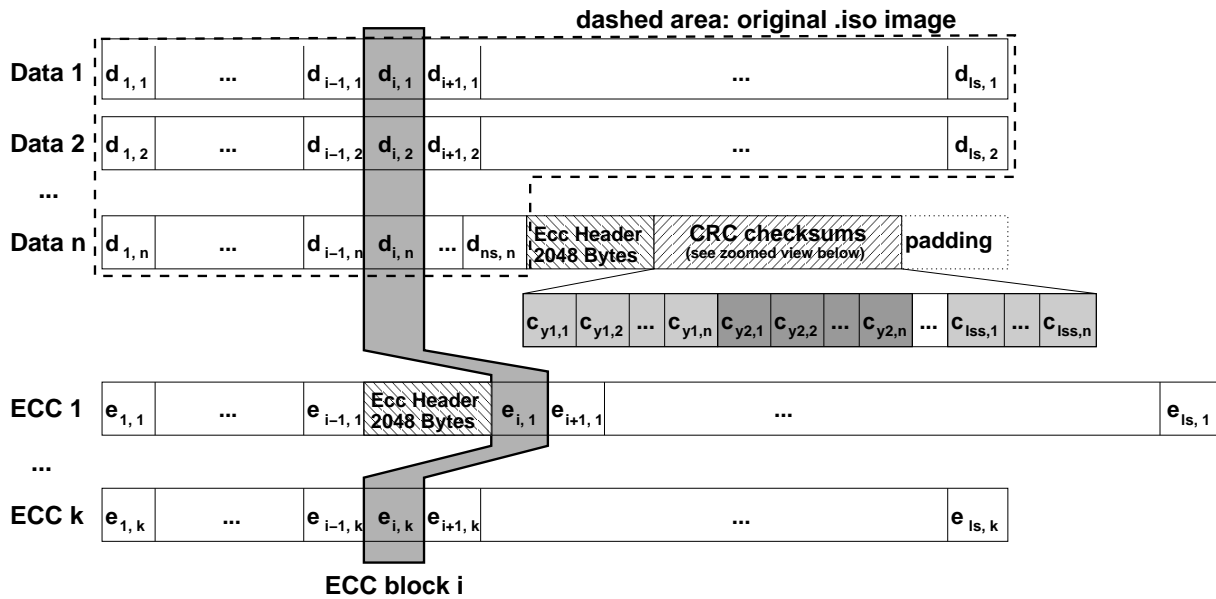 dashed area: original .iso image
Data 1 d 1, 1 ... d i−1, 1 d i, 1 d i+1, 1 ... d ls, 1
Data 2 d 1, 2 ... d i−1, 2 d i, 2 d i+1, 2 ... d ls, 2
...
Data n d 1, n ... d i−1, n d i, n ... d ns, n Ecc Header 2048 Bytes CRC checksums (see zoomed view below) padding
c y1,1 c y1,2 ... c y1,n c y2,1 c y2,2 ... c y2,n ... c lss,1 ... c lss,n
ECC 1 e 1, 1 ... e i−1, 1 Ecc Header 2048 Bytes e i, 1 e i+1, 1 ... e ls, 1
...
ECC k e 1, k ... e i−1, k e i, k e i+1, k ... e ls, k
ECC block i